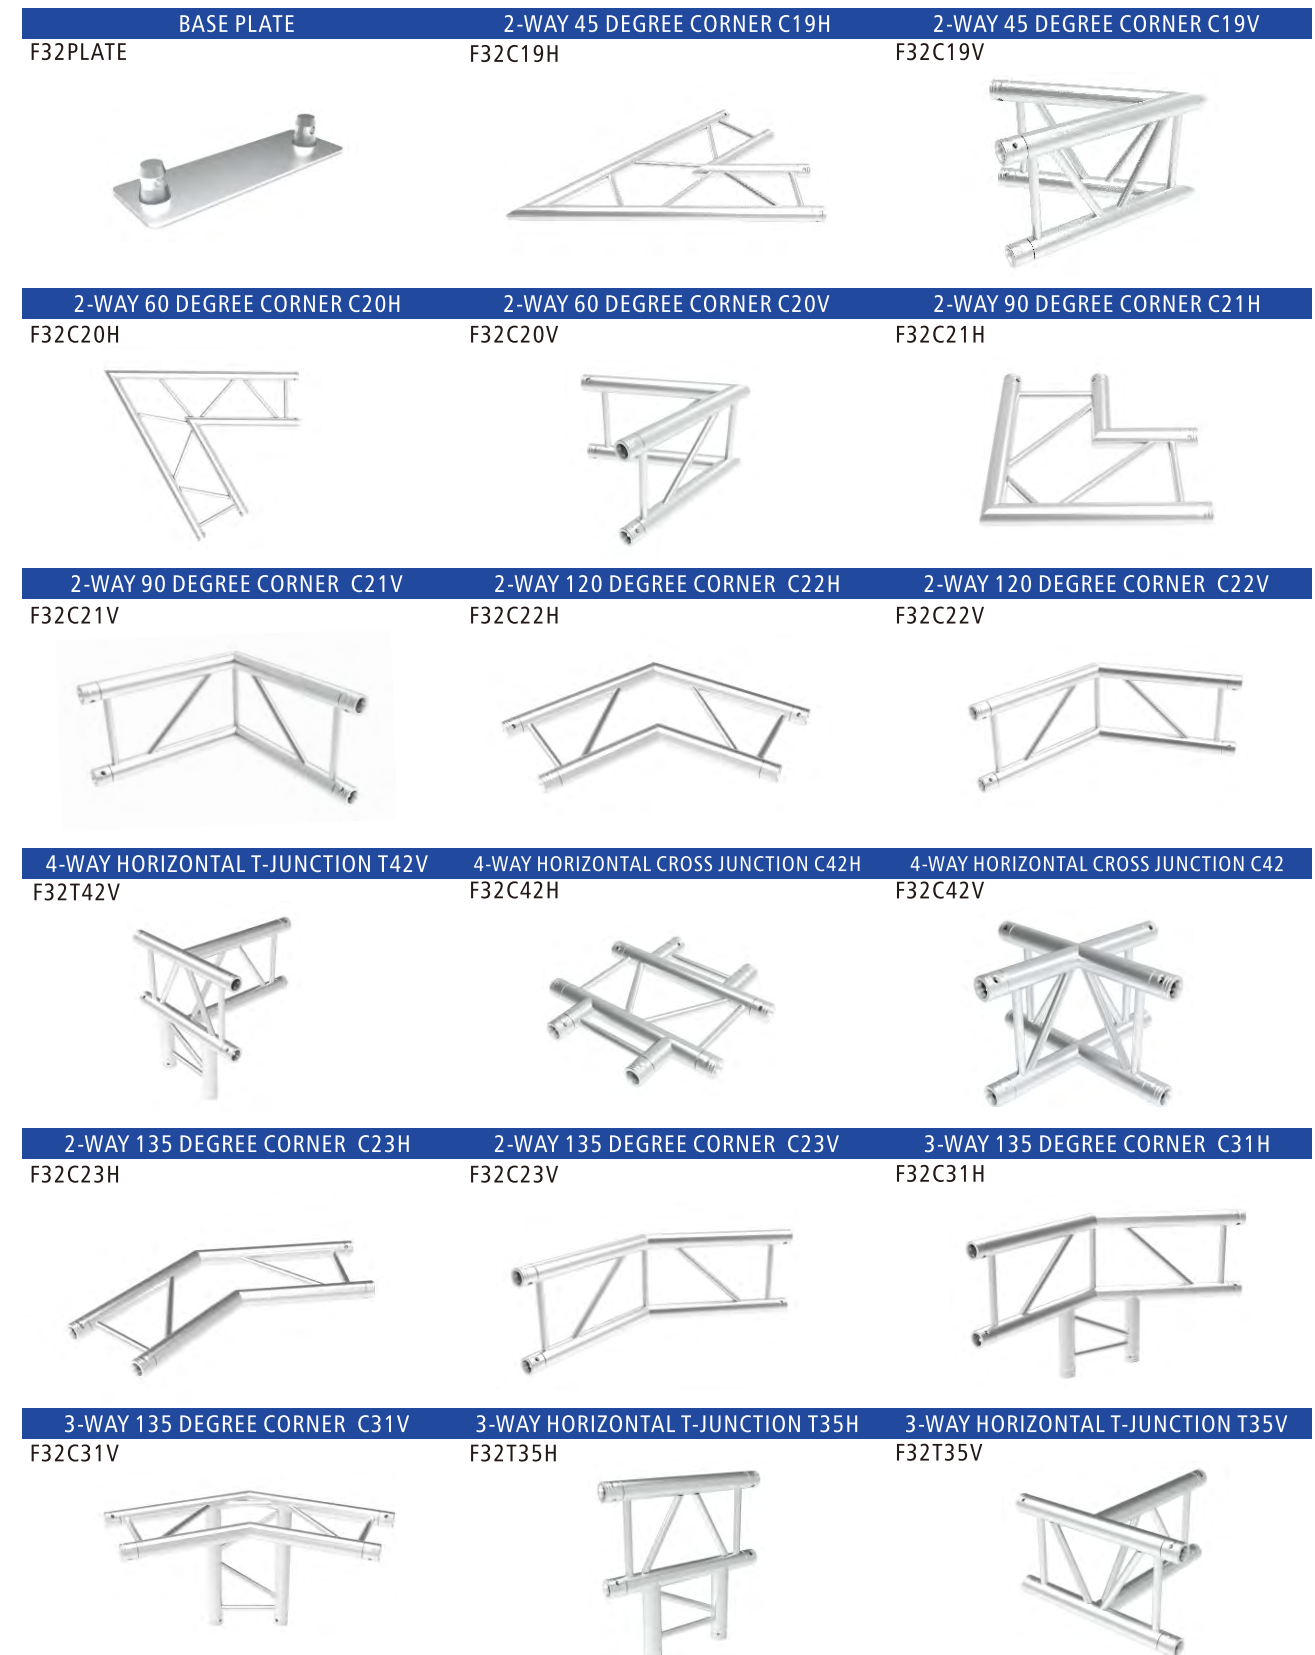 BASE PLATE
F32PLATE
2-WAY 45 DEGREE CORNER C19H
F32C19H
2-WAY 45 DEGREE CORNER C19V
F32C19V
2-WAY 60 DEGREE CORNER C20H
F32C20H
2-WAY 60 DEGREE CORNER C20V
F32C20V
2-WAY 90 DEGREE CORNER C21H
F32C21H
2-WAY 90 DEGREE CORNER C21V
F32C21V
2-WAY 120 DEGREE CORNER C22H
F32C22H
2-WAY 120 DEGREE CORNER C22V
F32C22V
4-WAY HORIZONTAL T-JUNCTION T42V
F32T42V
4-WAY HORIZONTAL CROSS JUNCTION C42H
F32C42H
4-WAY HORIZONTAL CROSS JUNCTION C42
F32C42V
2-WAY 135 DEGREE CORNER C23H
F32C23H
2-WAY 135 DEGREE CORNER C23V
F32C23V
3-WAY 135 DEGREE CORNER C31H
F32C31H
3-WAY 135 DEGREE CORNER C31V
F32C31V
3-WAY HORIZONTAL T-JUNCTION T35H
F32T35H
3-WAY HORIZONTAL T-JUNCTION T35V
F32T35V